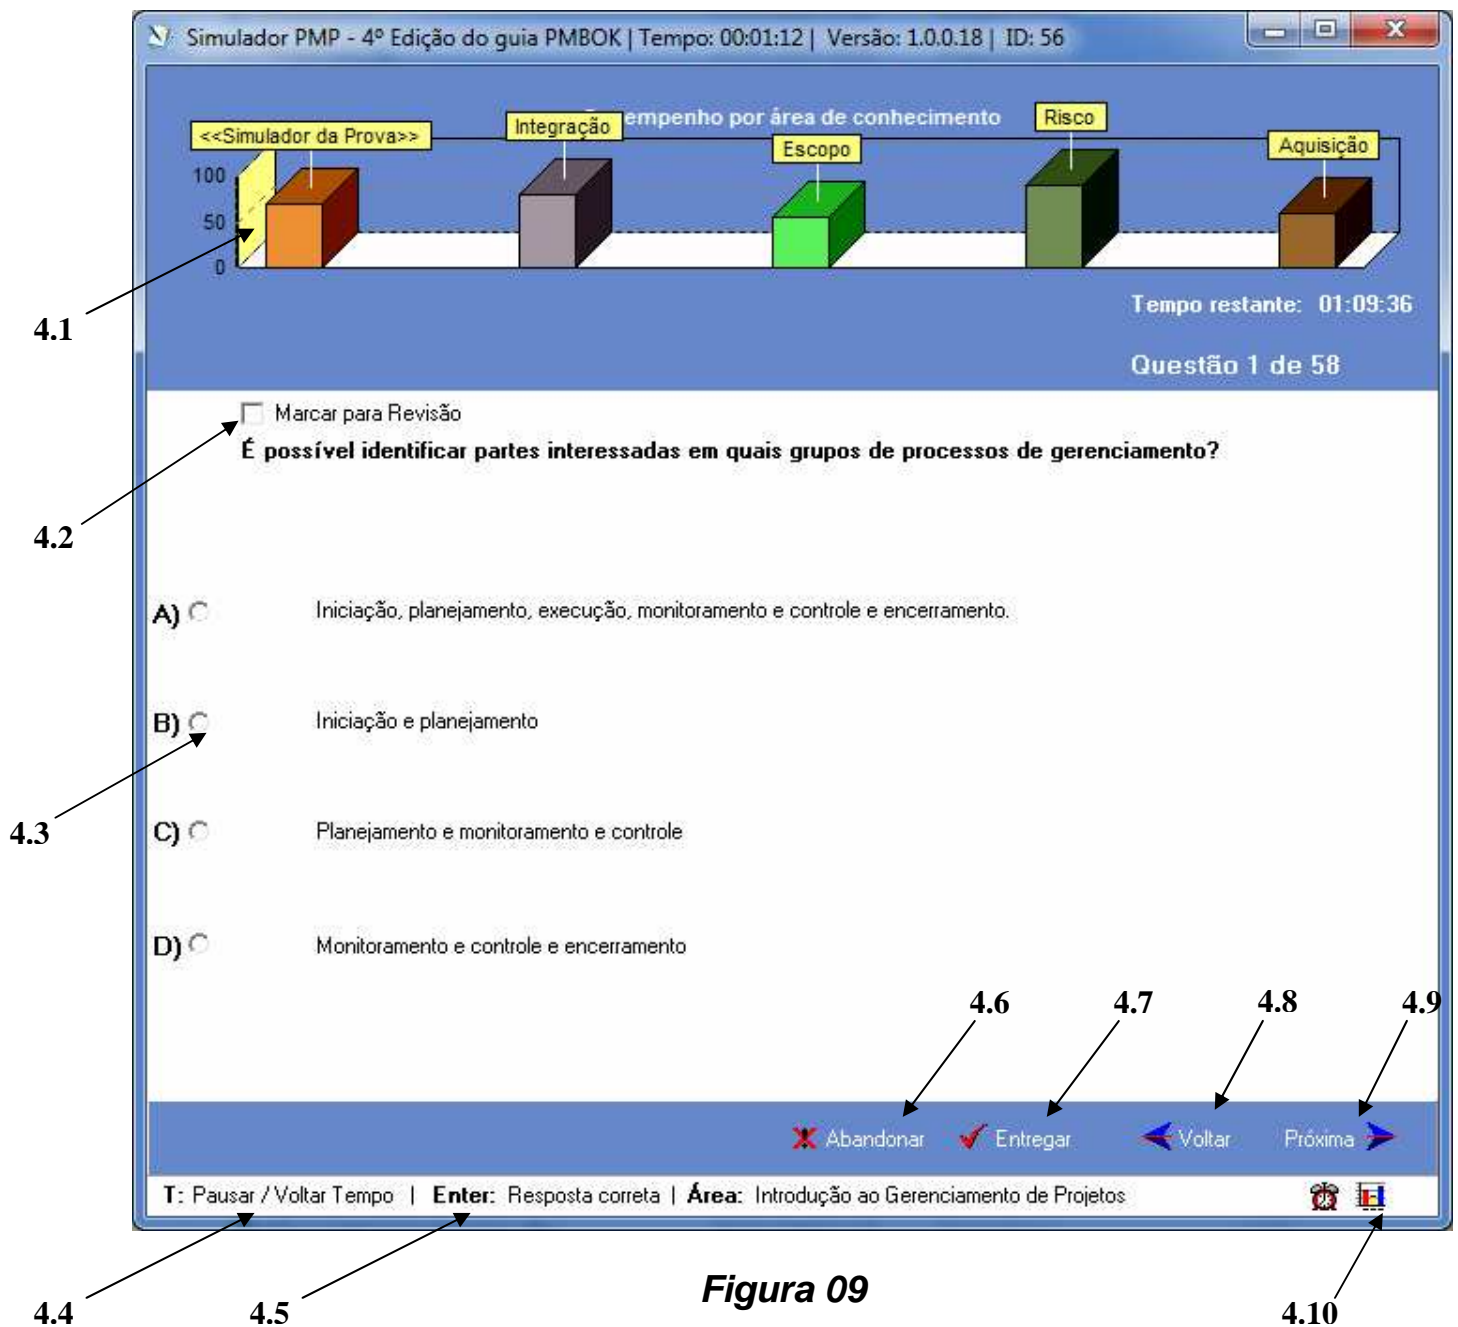 Simulador PMP - 4º Edição do guia PMBOK | Tempo: 00:01:12 | Versão: 1.0.0.18 | ID: 56
empenho por área de conhecimento
<<Simulador da Prova>>
Integração
Escopo
Risco
Aquisição
100
50
0
4.1
Tempo restante: 01:09:36
Questão 1 de 58
Marcar para Revisão
É possível identificar partes interessadas em quais grupos de processos de gerenciamento?
4.2
A) Iniciação, planejamento, execução, monitoramento e controle e encerramento.
B) Iniciação e planejamento
4.3
C) Planejamento e monitoramento e controle
D) Monitoramento e controle e encerramento
4.6 4.7 4.8 4.9
Abandonar Entregar Voltar Próxima
T: Pausar / Voltar Tempo | Enter: Resposta correta | Área: Introdução ao Gerenciamento de Projetos
Figura 09
4.4 4.5 4.10